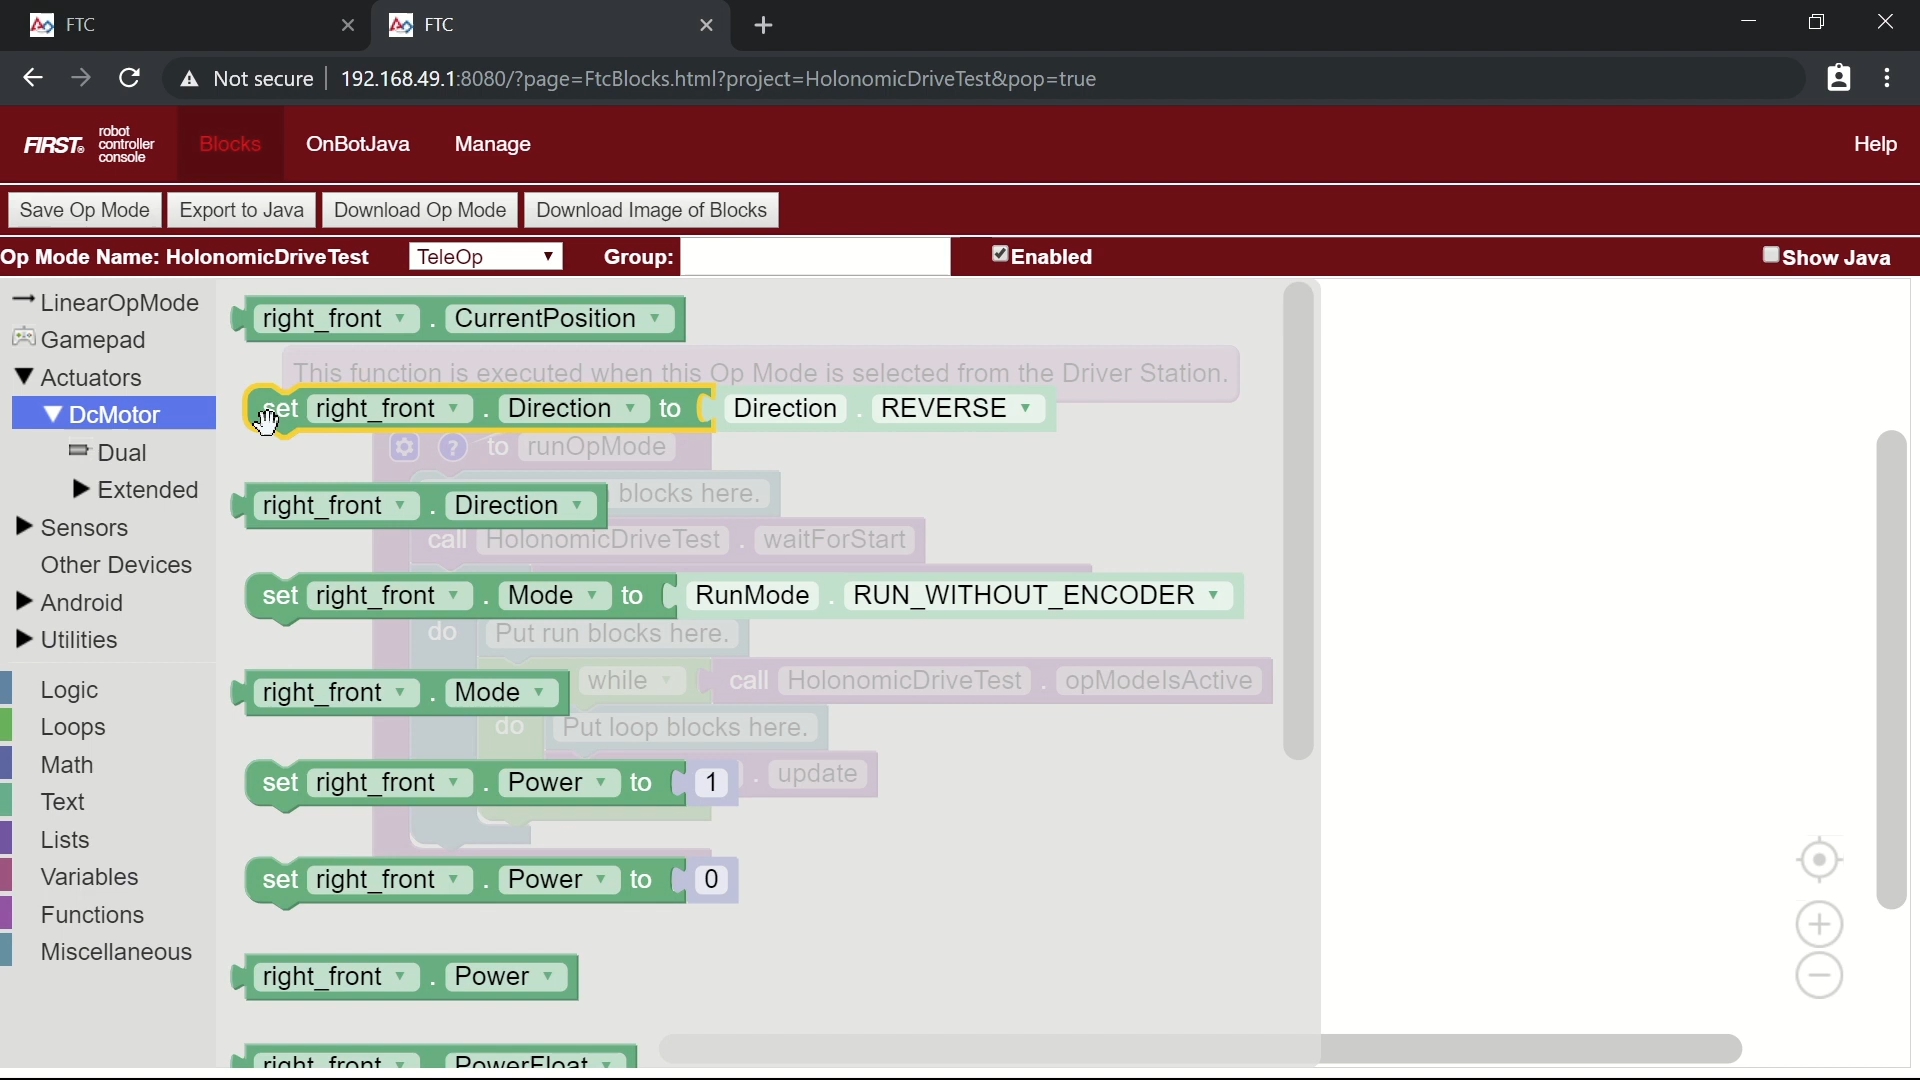 FTC
FTC
Not secure 192.168.49.1:8080/?page=FtcBlocks.html?project=HolonomicDriveTest&pop=true
FIRST® robot controller console
Blocks
OnBotJava
Manage
Help
Save Op Mode
Export to Java
Download Op Mode
Download Image of Blocks
Op Mode Name: HolonomicDriveTest
TeleOp
Group:
Enabled
Show Java
LinearOpMode
Gamepad
Actuators
DcMotor
Dual
Extended
Sensors
Other Devices
Android
Utilities
Logic
Loops
Math
Text
Lists
Variables
Functions
Miscellaneous
right_front . CurrentPosition
This function is executed when this Op Mode is selected from the Driver Station.
set right_front . Direction to Direction . REVERSE
? to runOpMode
blocks here.
right_front . Direction
call HolonomicDriveTest . waitForStart
set right_front . Mode to RunMode . RUN_WITHOUT_ENCODER
do Put run blocks here.
right_front . Mode
while call HolonomicDriveTest . opModeIsActive
do Put loop blocks here.
set right_front . Power to 1
. update
set right_front . Power to 0
right_front . Power
right_front . PowerFloat